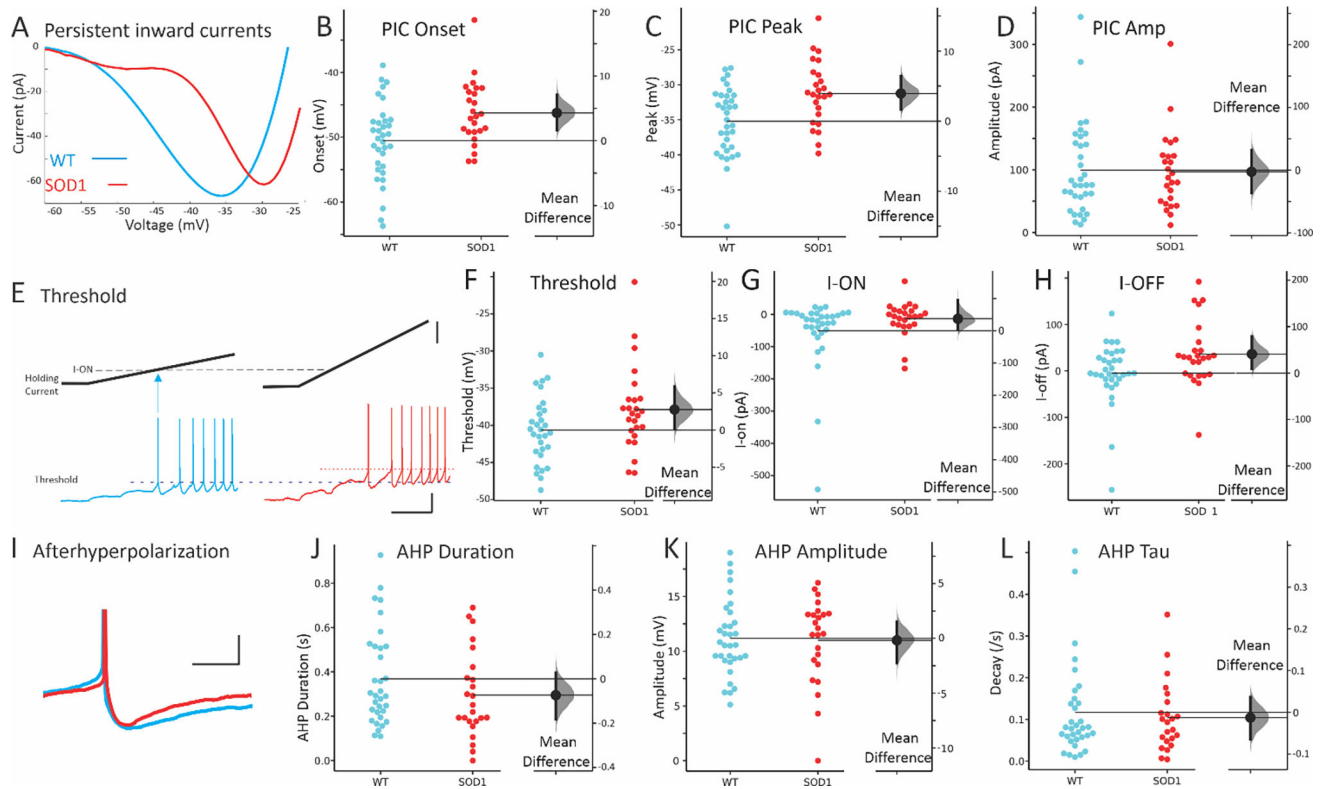 A Persistent inward currents
Current (pA)
0
-20
-40
-60
WT
SOD1
-60 -55 -45 -35 -25
Voltage (mV)
B PIC Onset
Onset (mV)
-40
-50
-60
20
15
10
5
0
-5
-10
Mean
Difference
WT SOD1
C PIC Peak
Peak (mV)
-25
-30
-35
-40
-45
-50
10
0
-10
Mean
Difference
WT SOD1
D PIC Amp
Amplitude (pA)
300
250
200
150
100
50
0
200
100
0
-100
Mean
Difference
WT SOD1
E Threshold
I-ON
Holding
Current
Threshold
F Threshold
Threshold (mV)
-25
-30
-35
-40
-45
-50
20
15
10
5
0
-5
Mean
Difference
WT SOD1
G I-ON
I-on (pA)
0
-100
-200
-300
-400
-500
0
-100
-200
-300
-400
-500
Mean
Difference
WT SOD1
H I-OFF
I-off (pA)
100
0
-100
-200
200
100
0
-100
-200
Mean
Difference
WT SOD 1
I Afterhyperpolarization
J AHP Duration
AHP Duration (s)
0.8
0.6
0.4
0.2
0.0
0.4
0.2
0
-0.2
-0.4
Mean
Difference
WT SOD1
K AHP Amplitude
Amplitude (mV)
20
15
10
5
0
5
0
-5
-10
Mean
Difference
WT SOD1
L AHP Tau
Decay (/s)
0.5
0.4
0.3
0.2
0.1
0.0
0.3
0.2
0.1
0
-0.1
Mean
Difference
WT SOD1